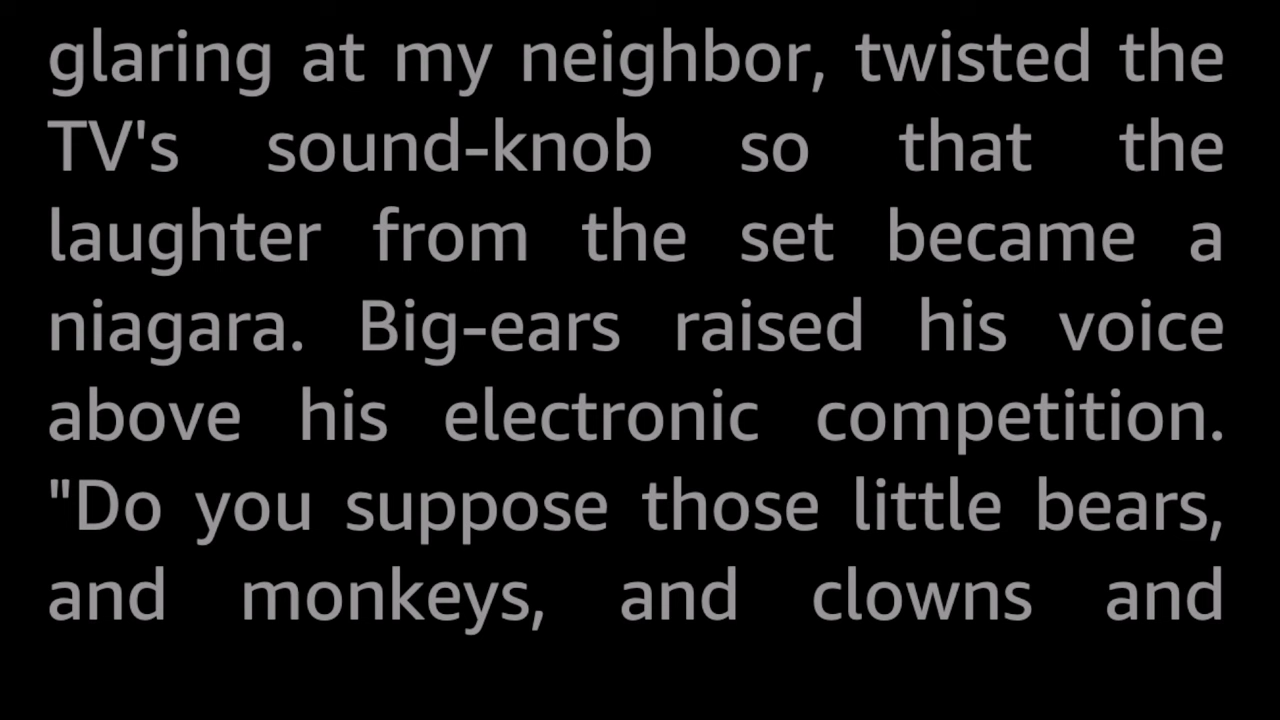 glaring at my neighbor, twisted the
TV's sound-knob so that the
laughter from the set became a
niagara. Big-ears raised his voice
above his electronic competition.
"Do you suppose those little bears,
and monkeys, and clowns and